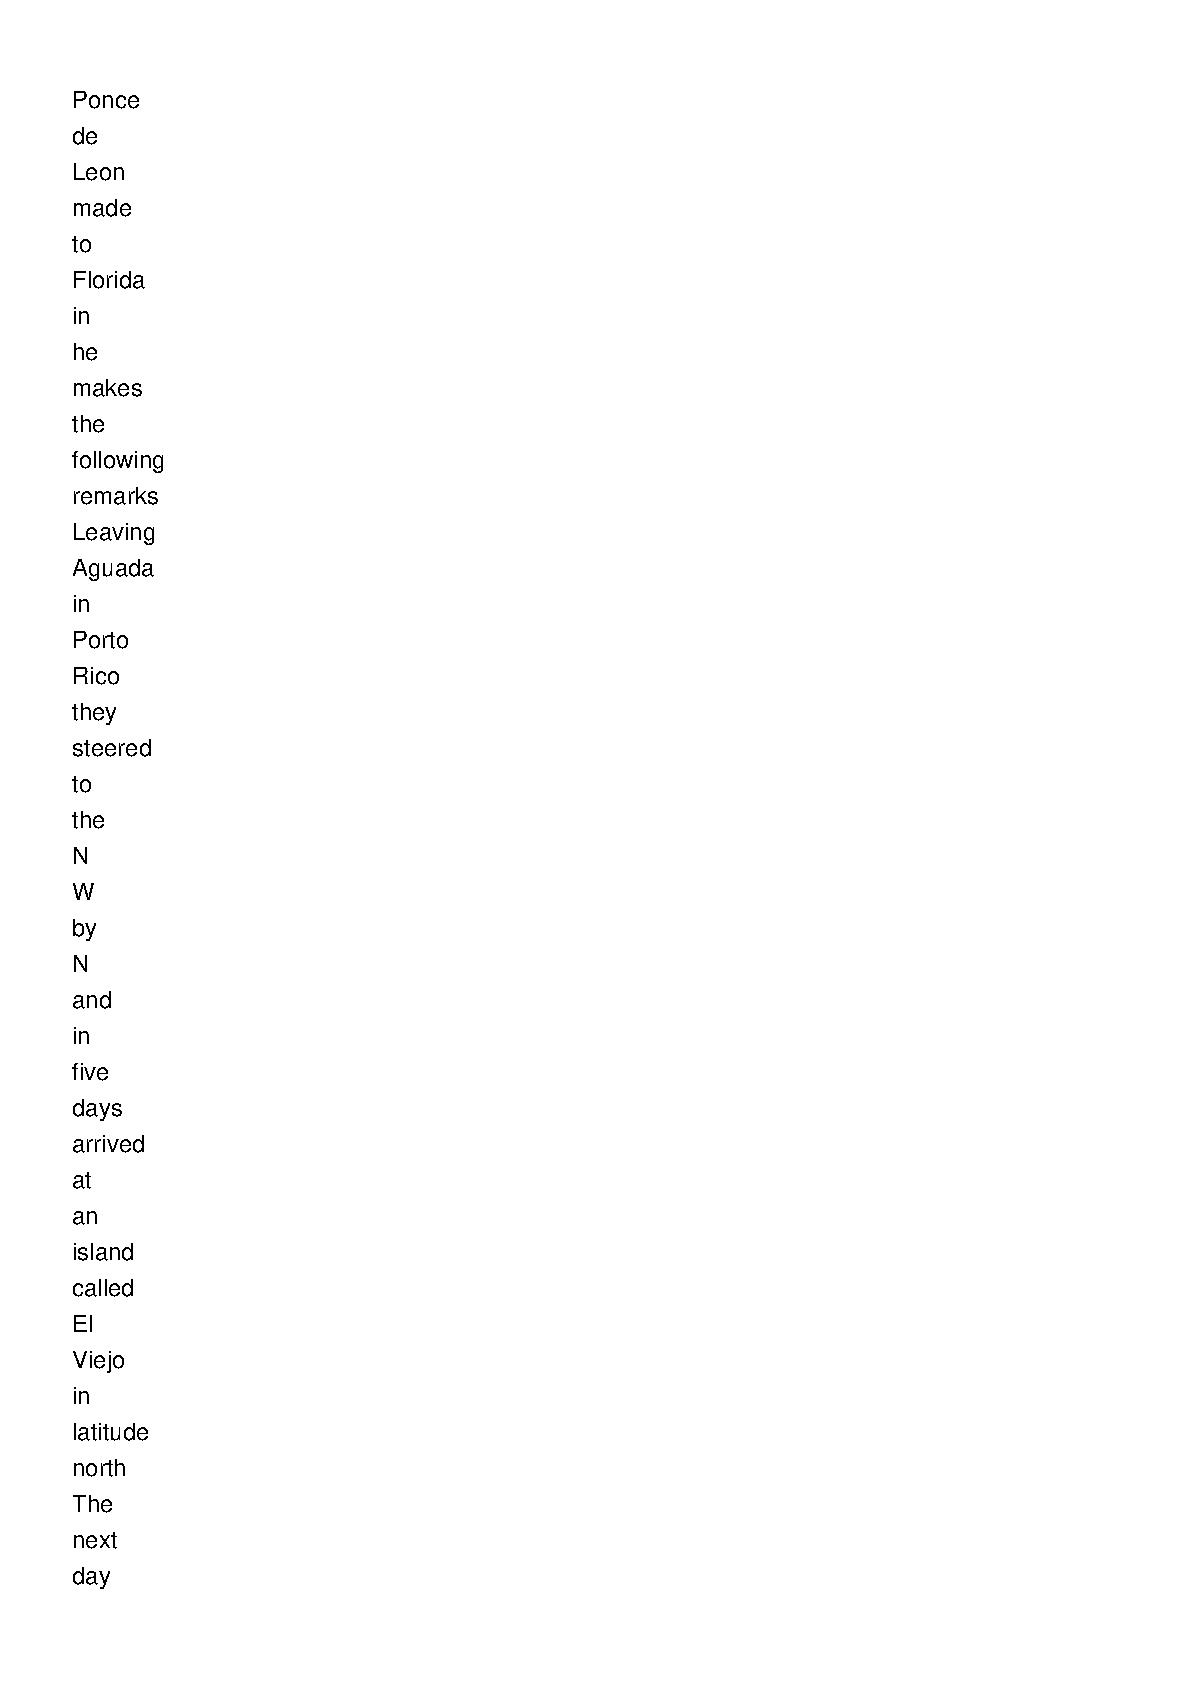 Ponce
de
Leon
made
to
Florida
in
he
makes
the
following
remarks
Leaving
Aguada
in
Porto
Rico
they
steered
to
the
N
W
by
N
and
in
five
days
arrived
at
an
island
called
El
Viejo
in
latitude
north
The
next
day